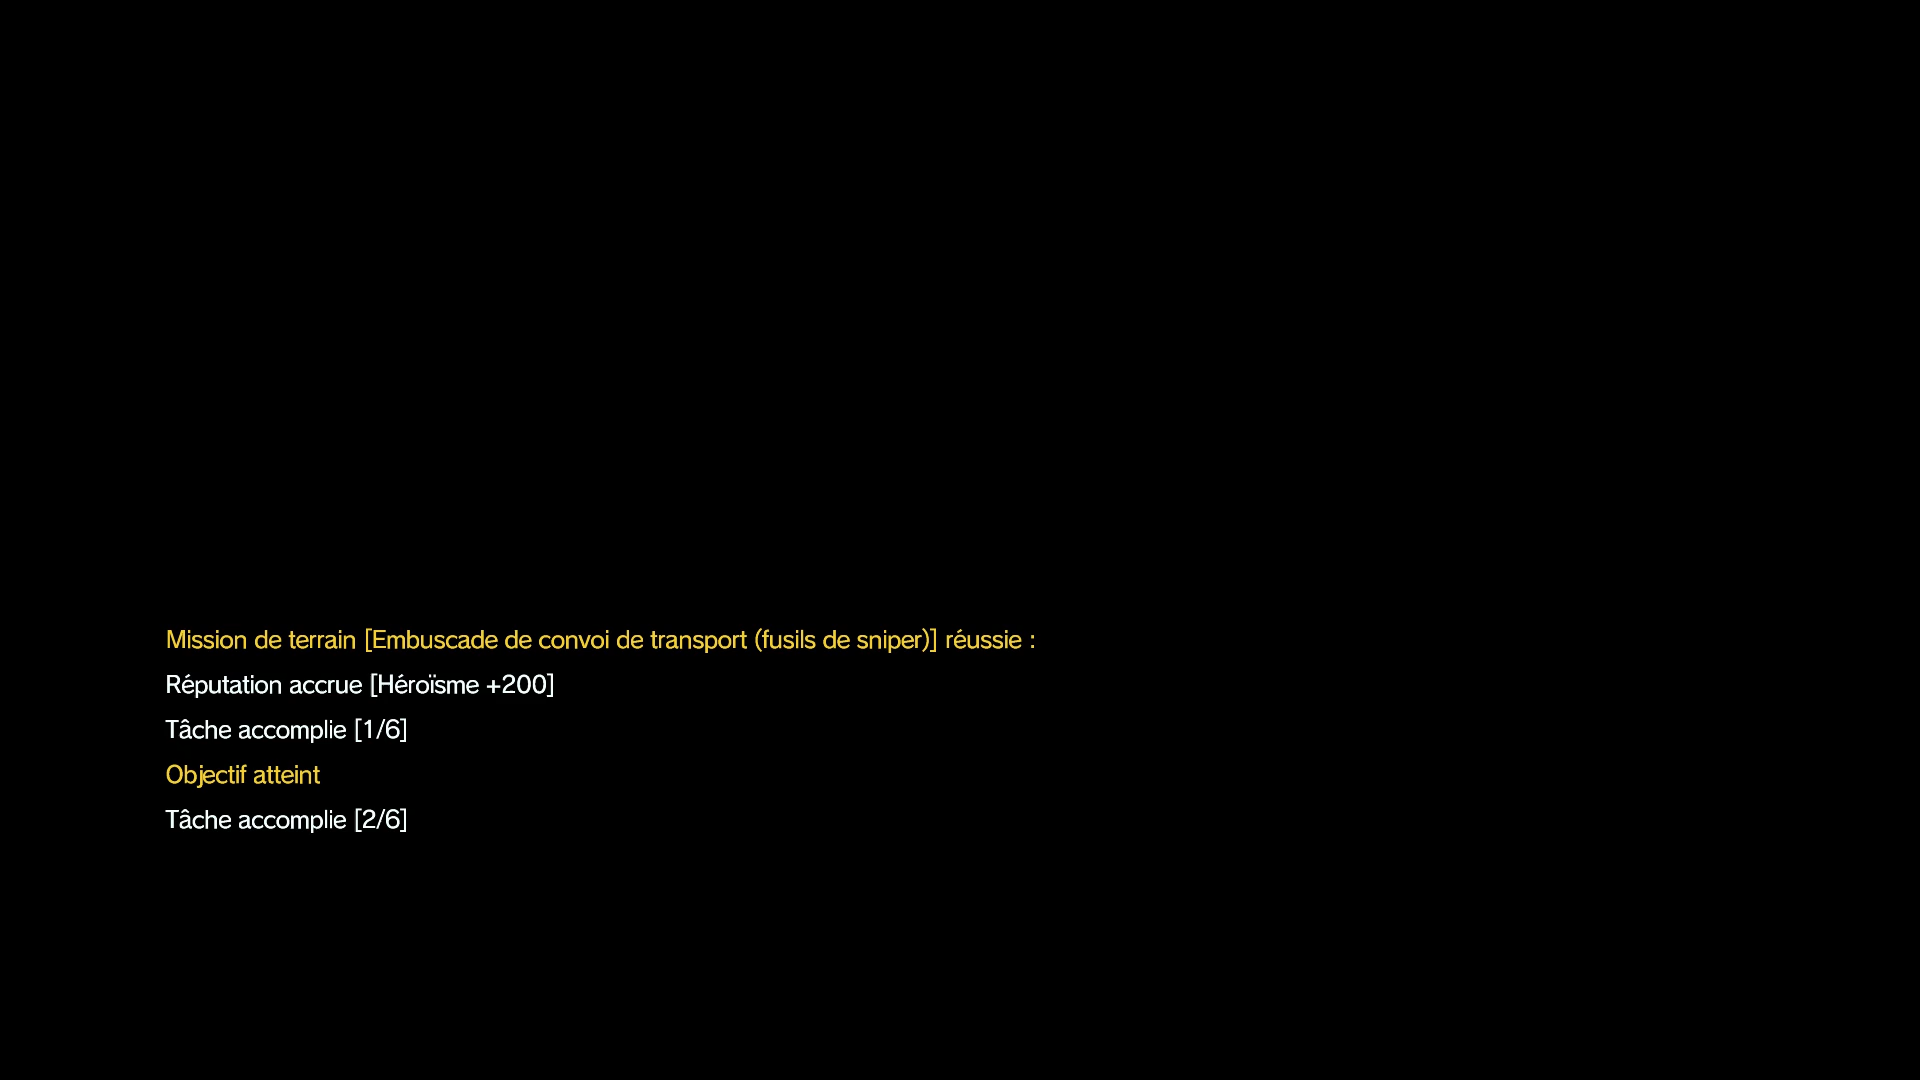 Mission de terrain [Embuscade de convoi de transport (fusils de sniper)] réussie :
Réputation accrue [Héroïsme +200]
Tâche accomplie [1/6]
Objectif atteint
Tâche accomplie [2/6]